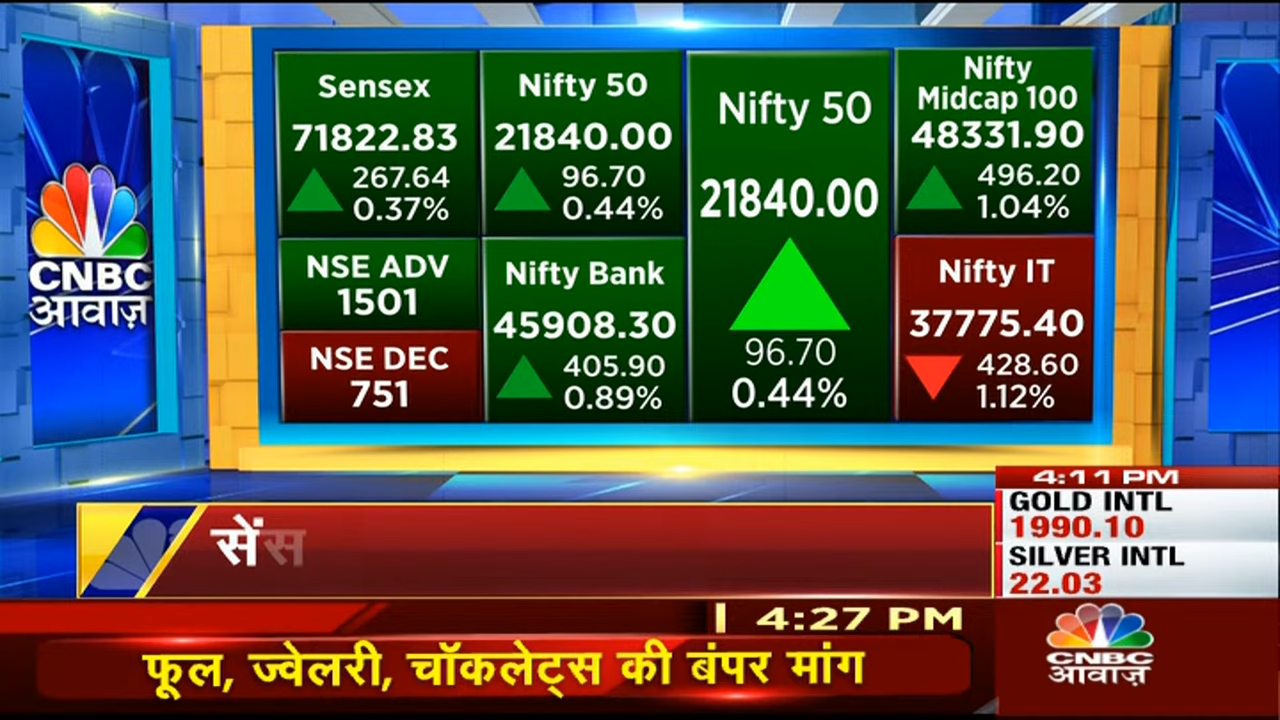 Sensex
71822.83
267.64
0.37%
Nifty 50
21840.00
96.70
0.44%
Nifty 50
21840.00
96.70
0.44%
Nifty
Midcap 100
48331.90
496.20
1.04%
NSE ADV
1501
NSE DEC
751
Nifty Bank
45908.30
405.90
0.89%
Nifty IT
37775.40
428.60
1.12%
CNBC
आवाज़
4:11 PM
GOLD INTL
1990.10
SILVER INTL
22.03
सेंस
4:27 PM
फूल, ज्वेलरी, चॉकलेट्स की बंपर मांग
CNBC
आवाज़